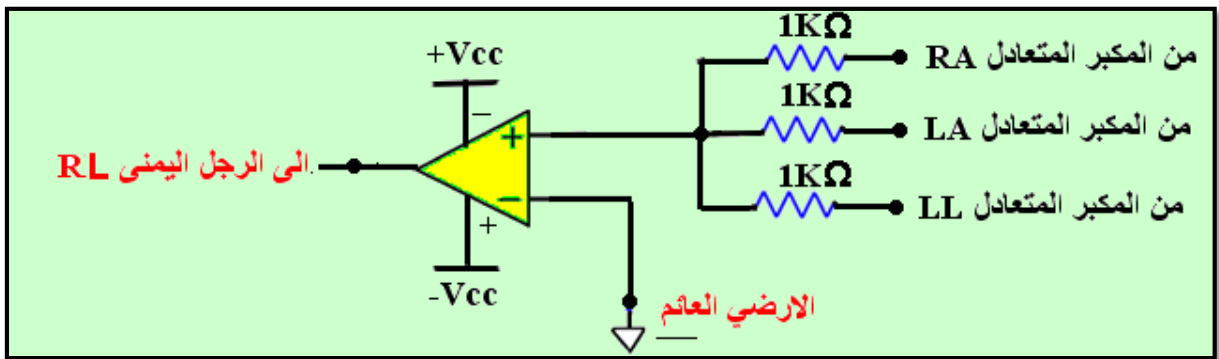 1KΩ
من المكبر المتعادل RA
+Vcc
1KΩ
–
+
من المكبر المتعادل LA
الى الرجل اليمنى RL.
1KΩ
–
من المكبر المتعادل LL
+
-Vcc
الارضي العائم